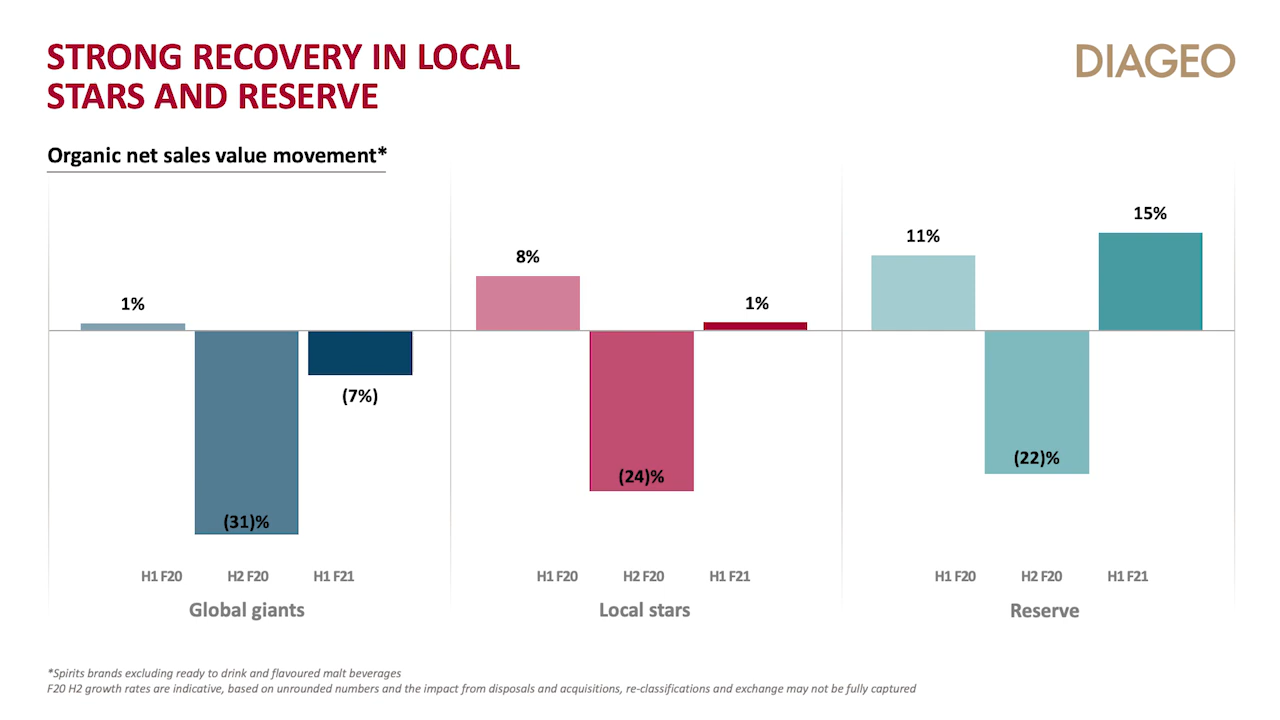 STRONG RECOVERY IN LOCAL
STARS AND RESERVE
DIAGEO
Organic net sales value movement*
1%
(31)%
(7%)
8%
(24)%
1%
11%
(22)%
15%
H1 F20 H2 F20 H1 F21
Global giants
H1 F20 H2 F20 H1 F21
Local stars
H1 F20 H2 F20 H1 F21
Reserve
*Spirits brands excluding ready to drink and flavoured malt beverages
F20 H2 growth rates are indicative, based on unrounded numbers and the impact from disposals and acquisitions, re-classifications and exchange may not be fully captured